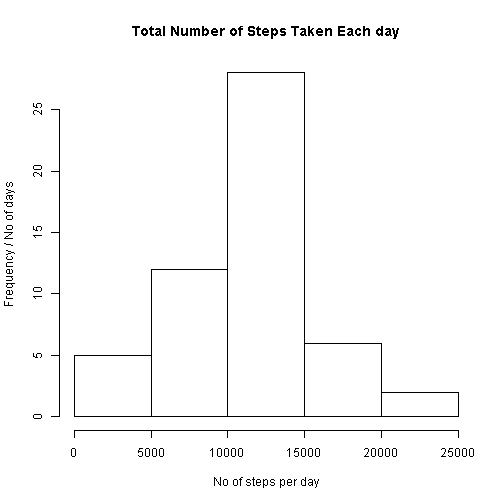 Total Number of Steps Taken Each day
Frequency / No of days
25
20
15
10
5
0
0 5000 10000 15000 20000 25000
No of steps per day